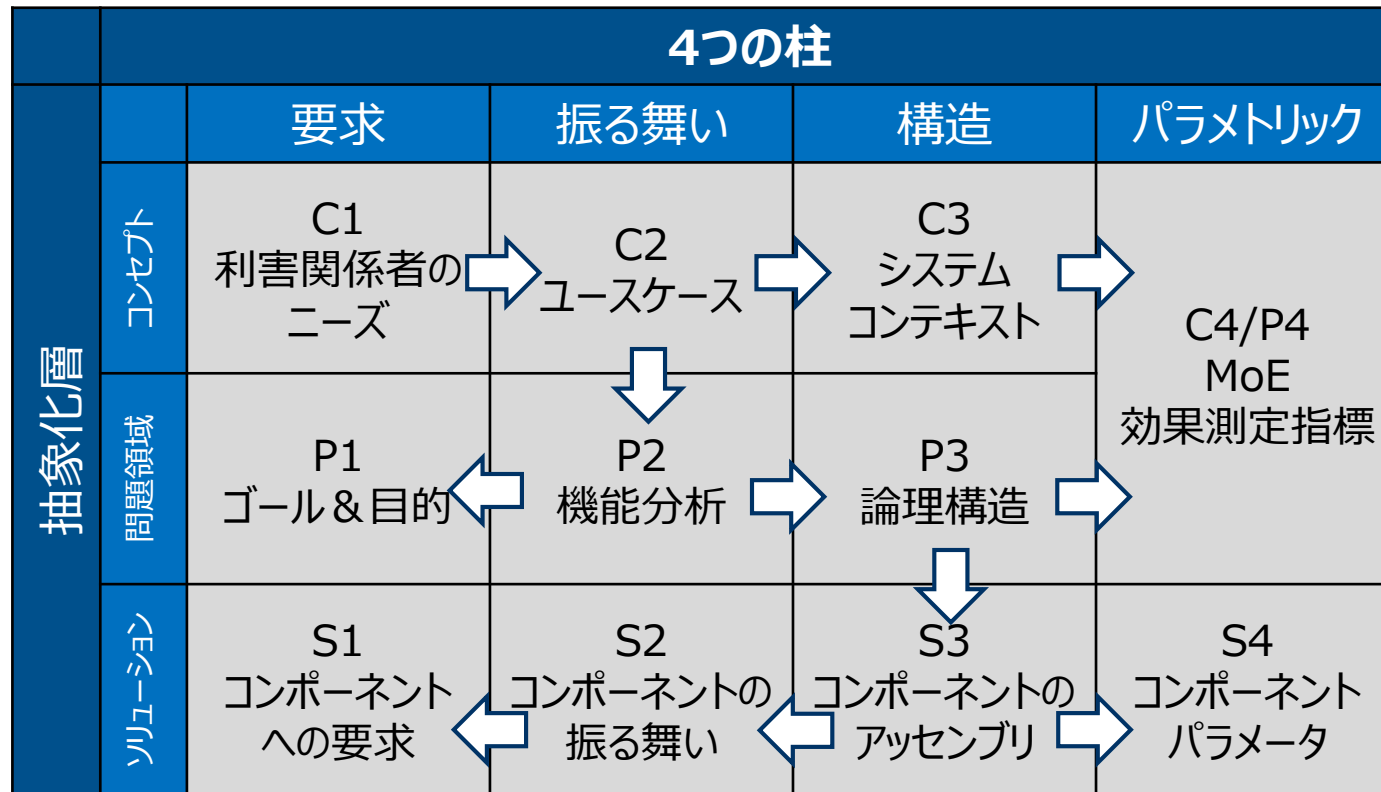 4つの柱
要求
振る舞い
構造
パラメトリック
抽象化層
コンセプト
C1
利害関係者の
ニーズ
C2
ユースケース
C3
システム
コンテキスト
C4/P4
MoE
効果測定指標
問題領域
P1
ゴール＆目的
P2
機能分析
P3
論理構造
ソリューション
S1
コンポーネント
への要求
S2
コンポーネントの
振る舞い
S3
コンポーネントの
アッセンブリ
S4
コンポーネント
パラメータ